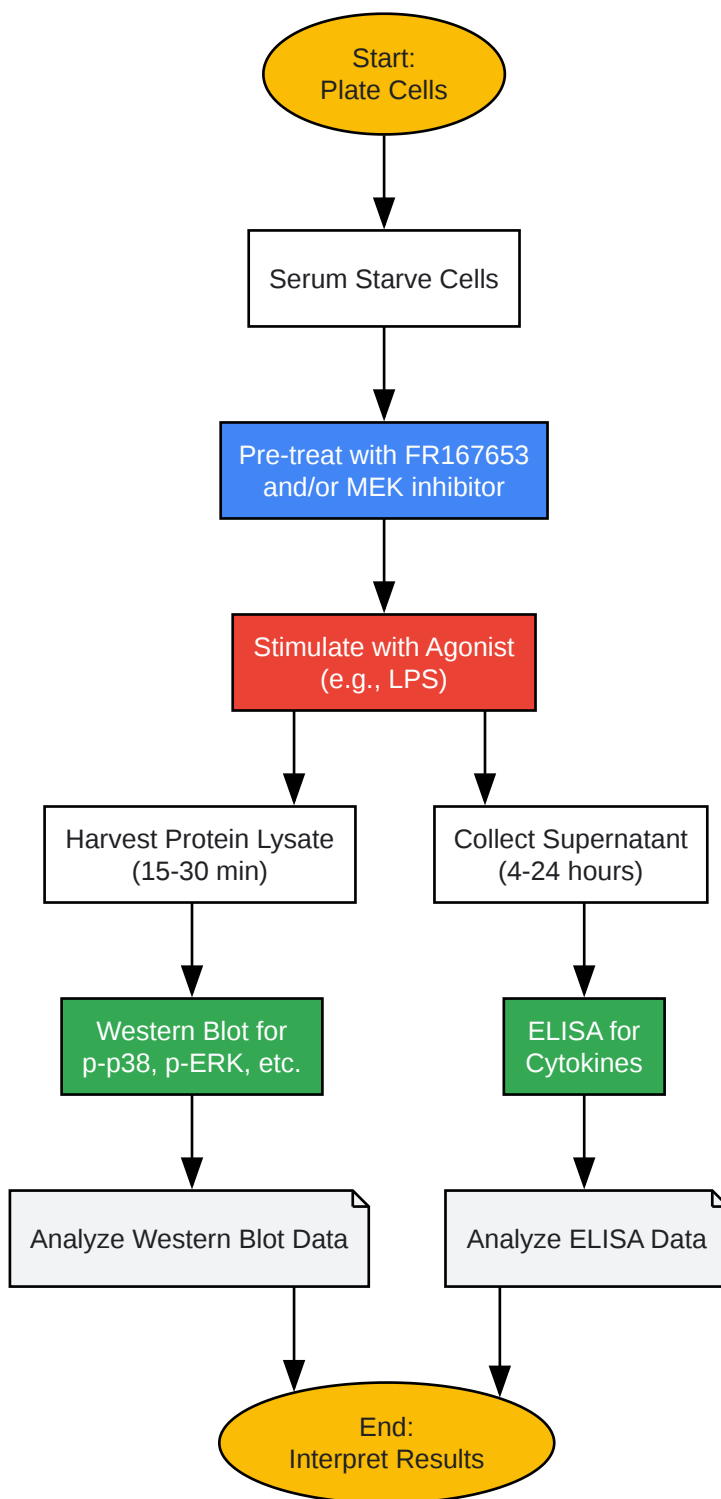 Start:
Plate Cells
Serum Starve Cells
Pre-treat with FR167653
and/or MEK inhibitor
Stimulate with Agonist
(e.g., LPS)
Harvest Protein Lysate
(15-30 min)
Collect Supernatant
(4-24 hours)
Western Blot for
p-p38, p-ERK, etc.
ELISA for
Cytokines
Analyze Western Blot Data
Analyze ELISA Data
End:
Interpret Results